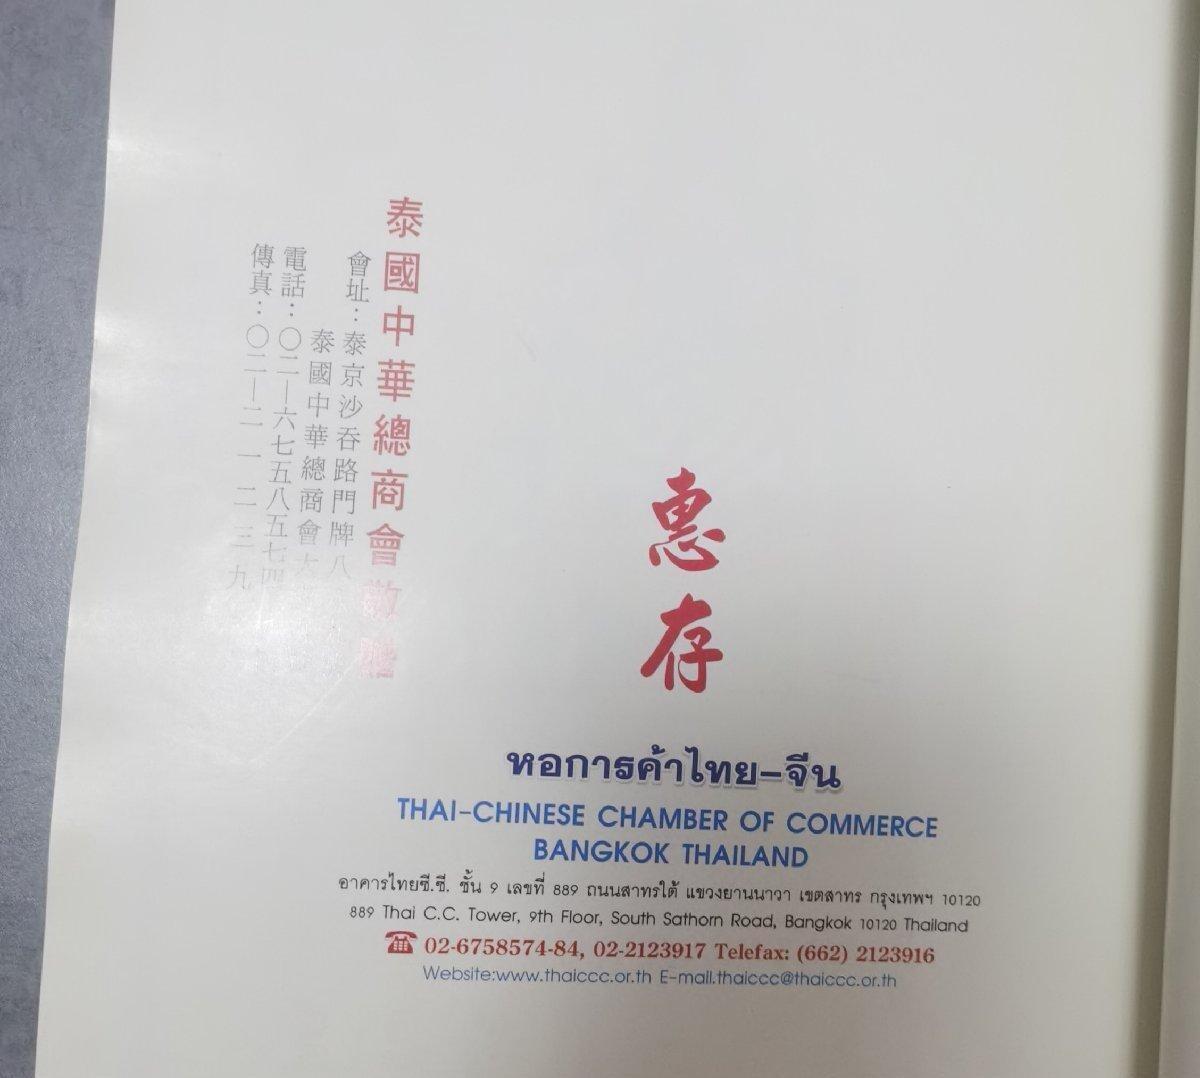 惠存
泰國中華總商會敬贈
會址：泰京沙吞路門牌八
泰國中華總商會大
電話：〇二—六七五八五七四
傳真：〇二—二一二三九
หอการค้าไทย-จีน
THAI-CHINESE CHAMBER OF COMMERCE
BANGKOK THAILAND
อาคารไทยซี.ซี. ชั้น 9 เลขที่ 889 ถนนสาทรใต้ แขวงยานนาวา เขตสาทร กรุงเทพฯ 10120
889 Thai C.C. Tower, 9th Floor, South Sathorn Road, Bangkok 10120 Thailand
☎ 02-6758574-84, 02-2123917 Telefax: (662) 2123916
Website:www.thaiccc.or.th E-mail.thaiccc@thaiccc.or.th